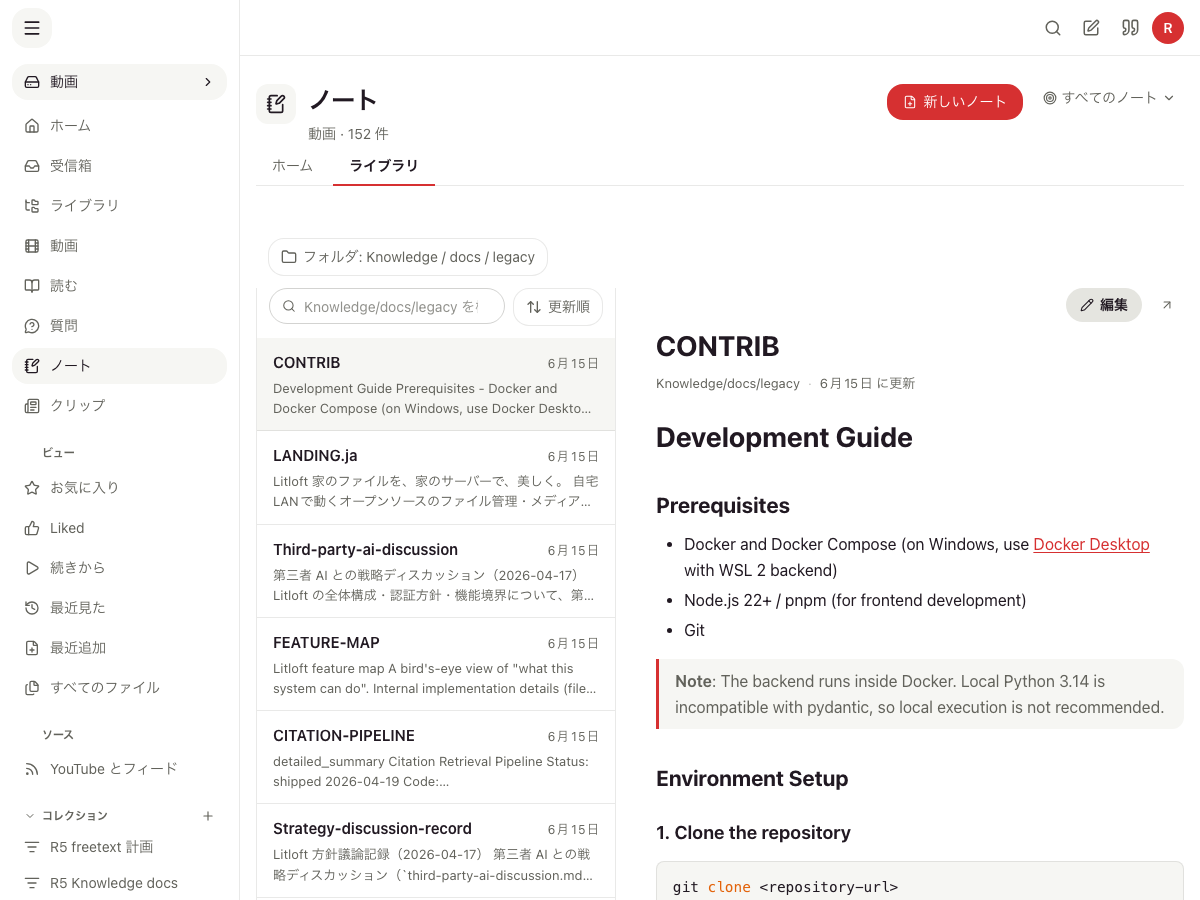 R
動画
ホーム
受信箱
ライブラリ
動画
読む
質問
ノート
クリップ
ビュー
お気に入り
Liked
続きから
最近見た
最近追加
すべてのファイル
ソース
YouTube とフィード
コレクション
R5 freetext 計画
R5 Knowledge docs
ノート
動画 · 152 件
新しいノート
すべてのノート
ホーム
ライブラリ
フォルダ: Knowledge / docs / legacy
Knowledge/docs/legacy を
更新順
CONTRIB
6月15日
Development Guide Prerequisites - Docker and
Docker Compose (on Windows, use Docker Deskto...
LANDING.ja
6月15日
Litloft 家のファイルを、家のサーバーで、美しく。 自宅
LANで動くオープンソースのファイル管理・メディア...
Third-party-ai-discussion
6月15日
第三者 AI との戦略ディスカッション（2026-04-17）
Litloft の全体構成・認証方針・機能境界について、第...
FEATURE-MAP
6月15日
Litloft feature map A bird's-eye view of "what this
system can do". Internal implementation details (file...
CITATION-PIPELINE
6月15日
detailed_summary Citation Retrieval Pipeline Status:
shipped 2026-04-19 Code:...
Strategy-discussion-record
6月15日
Litloft 方針議論記録（2026-04-17） 第三者 AI との戦
略ディスカッション（`third-party-ai-discussion.md...
編集
CONTRIB
Knowledge/docs/legacy · 6月15日 に更新
Development Guide
Prerequisites
• Docker and Docker Compose (on Windows, use Docker Desktop
with WSL 2 backend)
• Node.js 22+ / pnpm (for frontend development)
• Git
Note: The backend runs inside Docker. Local Python 3.14 is
incompatible with pydantic, so local execution is not recommended.
Environment Setup
1. Clone the repository
git clone <repository-url>